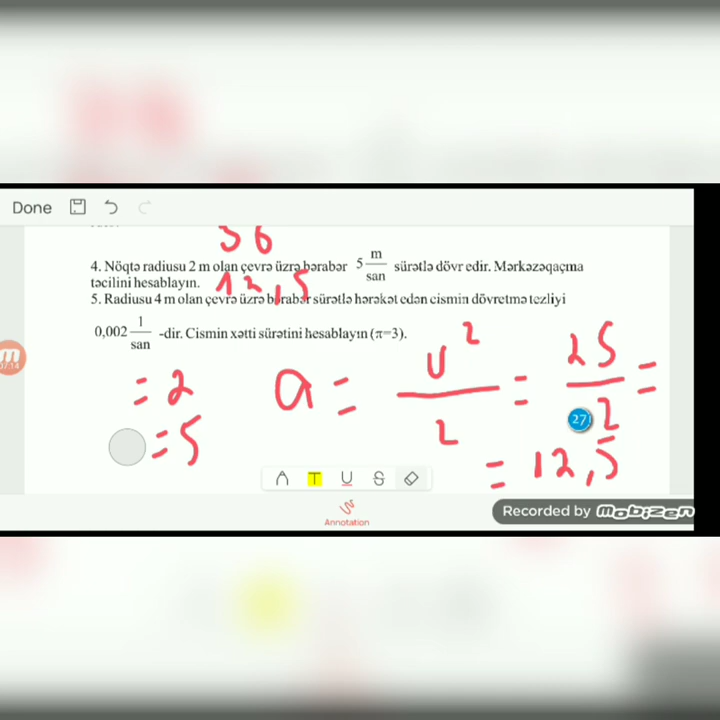 Done
36
4. Nöqtə radiusu 2 m olan çevrə üzrə bərabər 5 m/san sürətlə dövr edir. Mərkəzəqaçma
təcilini hesablayın. 12,5
5. Radiusu 4 m olan çevrə üzrə bərabər sürətlə hərəkət edən cismin dövretmə tezliyi
0,002 1/san -dir. Cismin xətti sürətini hesablayın (π=3).
= 2
= 5
a = υ²/2 = 25/2 =
= 12,5
27
A T U S
Annotation
Recorded by mobizen